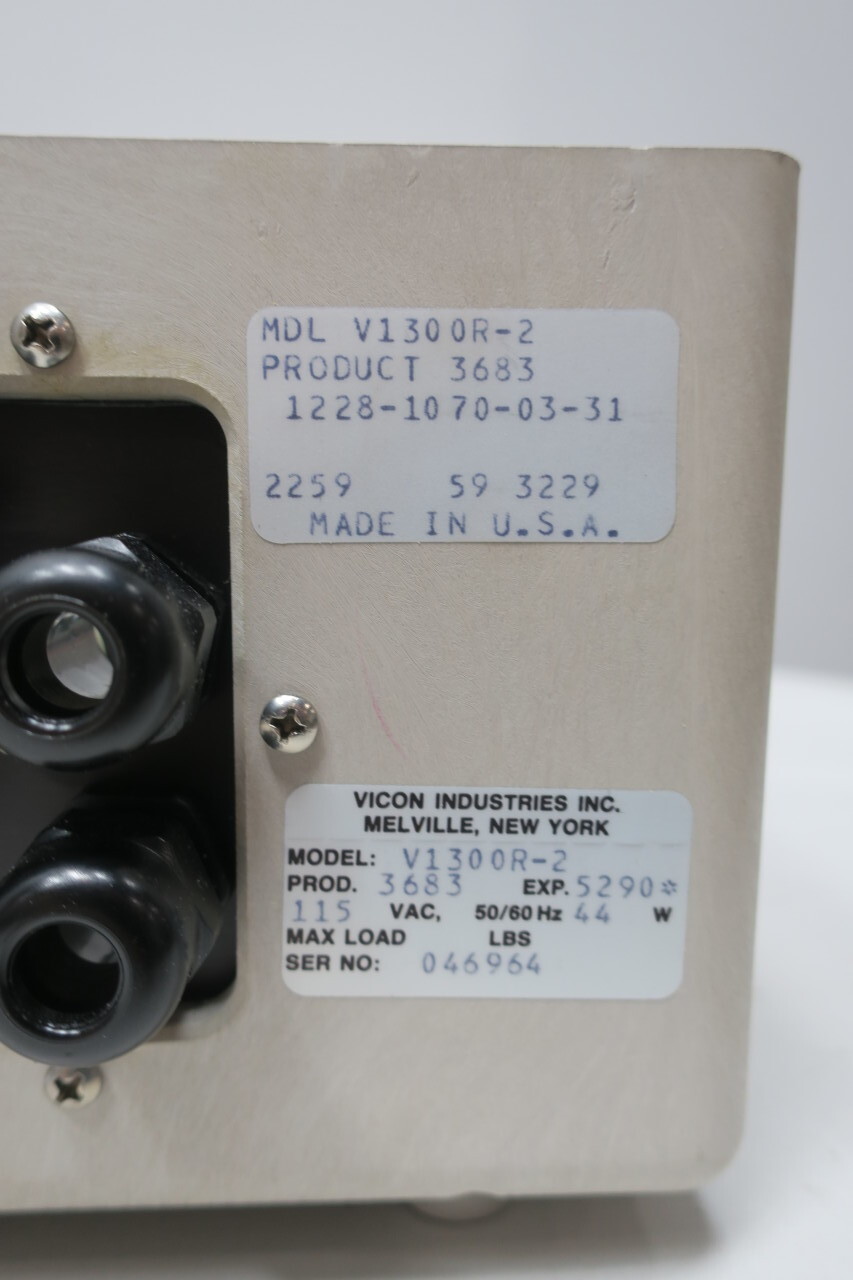 MDL V1300R-2
PRODUCT 3683
1228-1070-03-31
2259 59 3229
MADE IN U.S.A.
VICON INDUSTRIES INC.
MELVILLE, NEW YORK
MODEL: V1300R-2
PROD. 3683 EXP. 5290*
115 VAC, 50/60 Hz 44 W
MAX LOAD LBS
SER NO: 046964